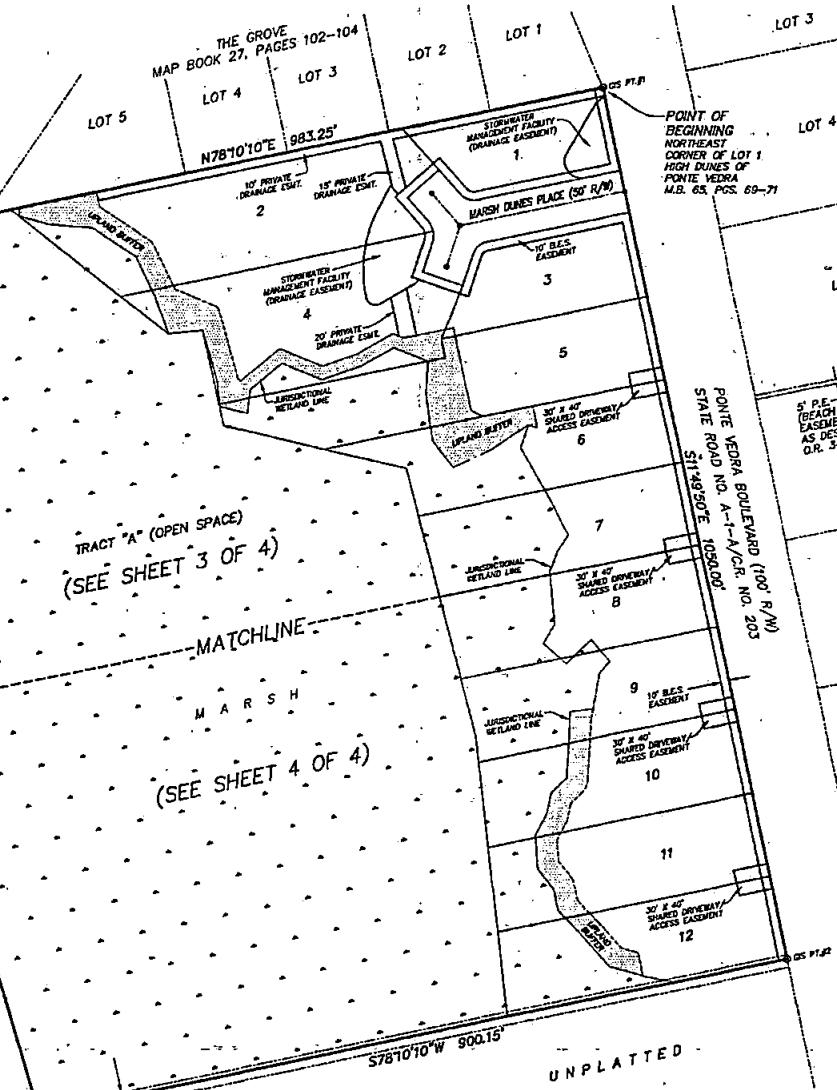 THE GROVE
MAP BOOK 27, PAGES 102-104
LOT 5
LOT 4
LOT 3
LOT 2
LOT 1
LOT 3
LOT 4
GIS PT.#1
POINT OF
BEGINNING
NORTHEAST
CORNER OF LOT 1
HIGH DUNES OF
PONTE VEDRA
M.B. 65, PGS. 69-71
N78°10'10"E 983.25'
STORMWATER
MANAGEMENT FACILITY
(DRAINAGE EASEMENT)
1
10' PRIVATE
DRAINAGE ESMT.
2
15' PRIVATE
DRAINAGE ESMT.
MARSH DUNES PLACE (50' R/W)
UPLAND BUFFER
10' B.E.S.
EASEMENT
3
STORMWATER
MANAGEMENT FACILITY
(DRAINAGE EASEMENT)
4
20' PRIVATE
DRAINAGE ESMT.
5
JURISDICTIONAL
WETLAND LINE
30' X 40'
SHARED DRIVEWAY
ACCESS EASEMENT
6
UPLAND BUFFER
PONTE VEDRA BOULEVARD (100' R/W)
STATE ROAD NO. A-1-A/C.R. NO. 203
S11°49'50"E 1050.00'
5' P.E.
(BEACH
EASEME
AS DES
O.R. 3
TRACT "A" (OPEN SPACE)
(SEE SHEET 3 OF 4)
7
JURISDICTIONAL
WETLAND LINE
30' X 40'
SHARED DRIVEWAY
ACCESS EASEMENT
8
MATCHLINE
MARSH
9
10' B.E.S.
EASEMENT
JURISDICTIONAL
WETLAND LINE
(SEE SHEET 4 OF 4)
30' X 40'
SHARED DRIVEWAY
ACCESS EASEMENT
10
11
30' X 40'
SHARED DRIVEWAY
ACCESS EASEMENT
12
UPLAND
BUFFER
GIS PT.#2
S78°10'10"W 900.15'
UNPLATTED